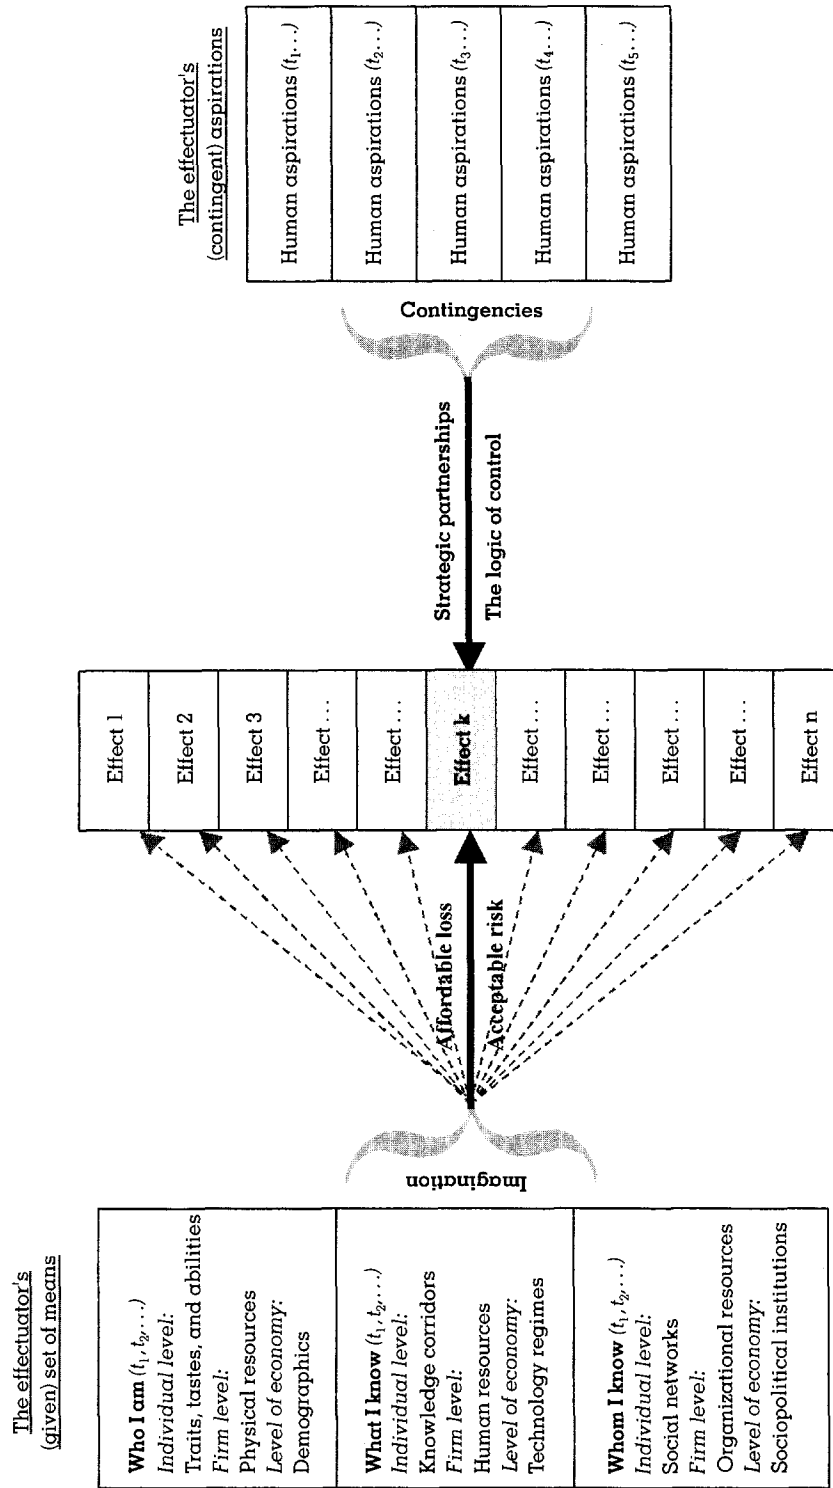 The effectuator's
(given) set of means
Who I am (t₁, t₂, . . .)
Individual level:
Traits, tastes, and abilities
Firm level:
Physical resources
Level of economy:
Demographics
What I know (t₁, t₂, . . .)
Individual level:
Knowledge corridors
Firm level:
Human resources
Level of economy:
Technology regimes
Whom I know (t₁, t₂, . . .)
Individual level:
Social networks
Firm level:
Organizational resources
Level of economy:
Sociopolitical institutions
Imagination
Affordable loss
Acceptable risk
Effect 1
Effect 2
Effect 3
Effect . . .
Effect . . .
Effect k
Effect . . .
Effect . . .
Effect . . .
Effect . . .
Effect n
Strategic partnerships
The logic of control
Contingencies
The effectuator's
(contingent) aspirations
Human aspirations (t₁. . .)
Human aspirations (t₂. . .)
Human aspirations (t₃. . .)
Human aspirations (t₄. . .)
Human aspirations (t₅. . .)